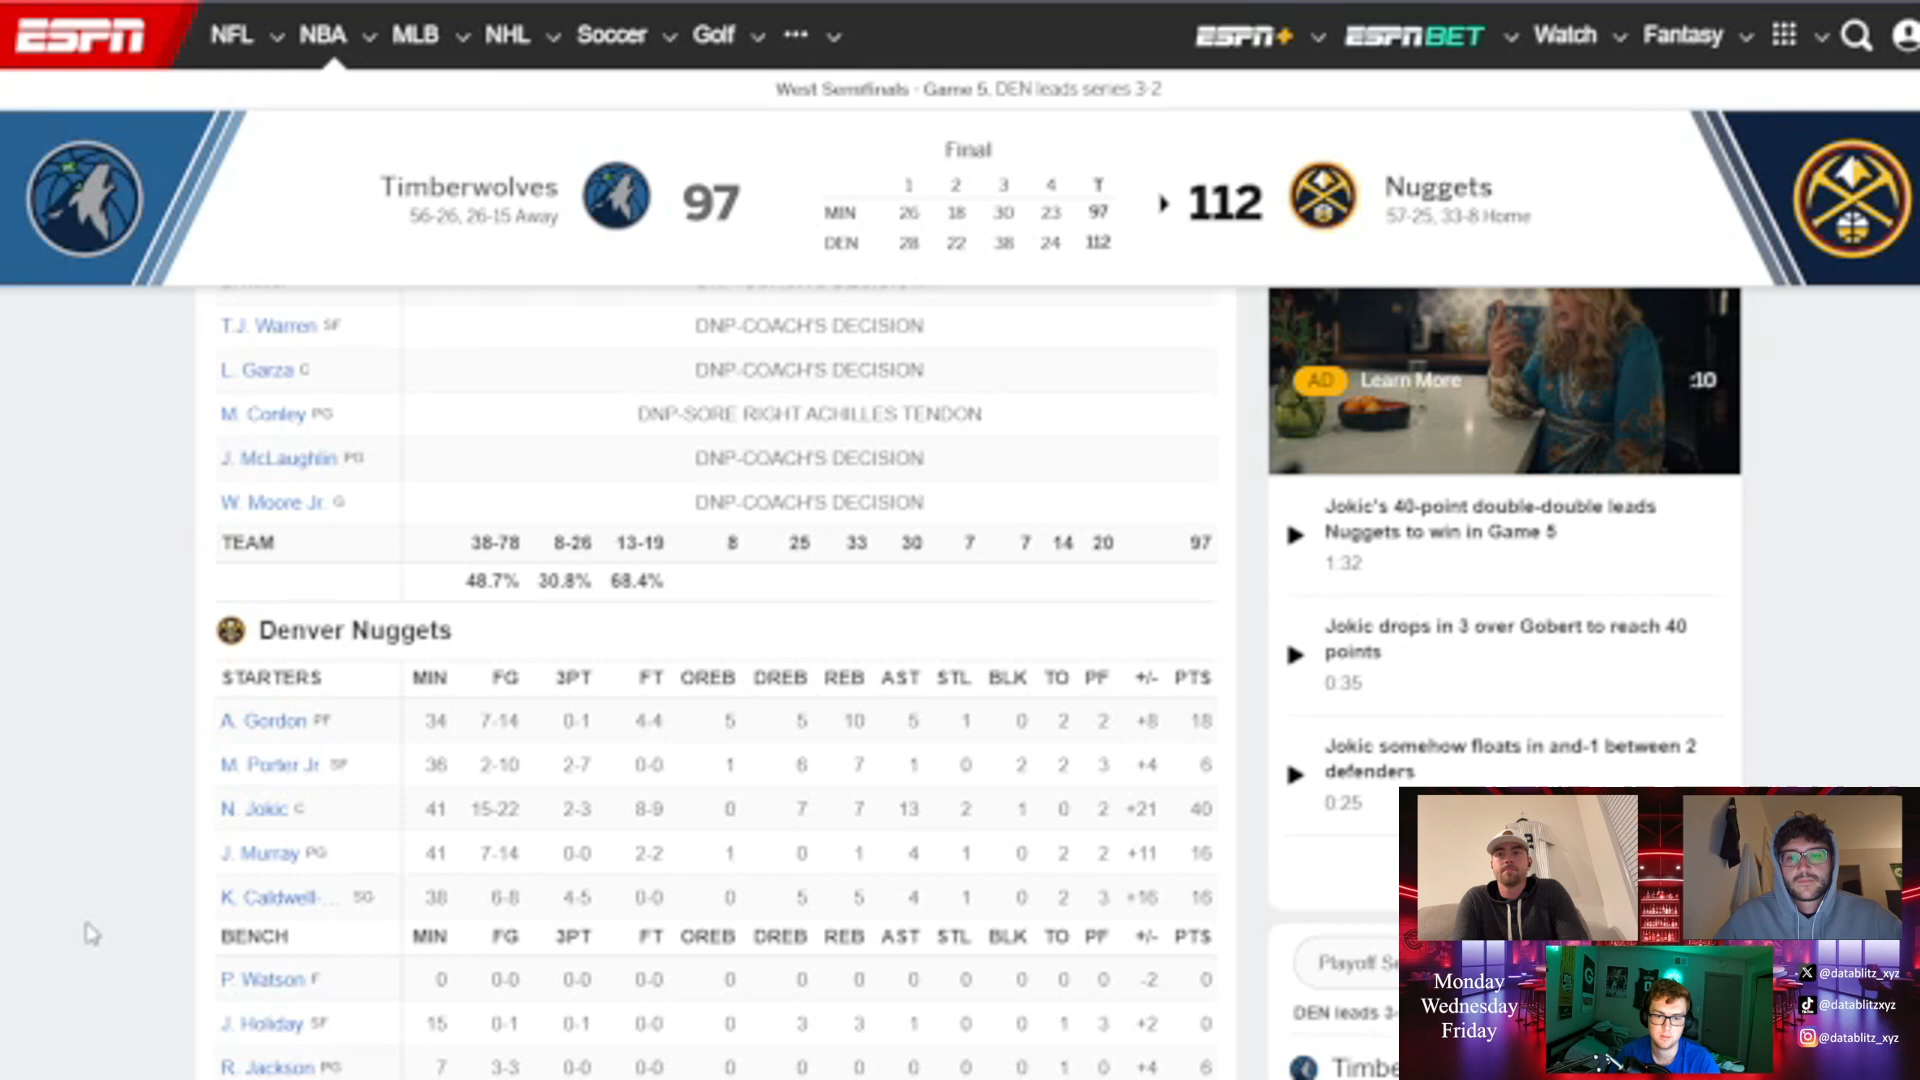 ESPN NFL NBA MLB NHL Soccer Golf ••• ESPN+ ESPN BET Watch Fantasy
West Semifinals - Game 5, DEN leads series 3-2
Final
Timberwolves 97
56-26, 26-15 Away
1 2 3 4 T
MIN 26 18 30 23 97
DEN 28 22 38 24 112
112 Nuggets
57-25, 33-8 Home
T.J. Warren SF DNP-COACH'S DECISION
L. Garza C DNP-COACH'S DECISION
M. Conley PG DNP-SORE RIGHT ACHILLES TENDON
J. McLaughlin PG DNP-COACH'S DECISION
W. Moore Jr. G DNP-COACH'S DECISION
TEAM 38-78 8-26 13-19 8 25 33 30 7 7 14 20 97
48.7% 30.8% 68.4%
Denver Nuggets
STARTERS MIN FG 3PT FT OREB DREB REB AST STL BLK TO PF +/- PTS
A. Gordon PF 34 7-14 0-1 4-4 5 5 10 5 1 0 2 2 +8 18
M. Porter Jr. SF 36 2-10 2-7 0-0 1 6 7 1 0 2 2 3 +4 6
N. Jokic C 41 15-22 2-3 8-9 0 7 7 13 2 1 0 2 +21 40
J. Murray PG 41 7-14 0-0 2-2 1 0 1 4 1 0 2 2 +11 16
K. Caldwell-... SG 38 6-8 4-5 0-0 0 5 5 4 1 0 2 3 +16 16
BENCH MIN FG 3PT FT OREB DREB REB AST STL BLK TO PF +/- PTS
P. Watson F 0 0-0 0-0 0-0 0 0 0 0 0 0 0 0 -2 0
J. Holiday SF 15 0-1 0-1 0-0 0 3 3 1 0 0 1 3 +2 0
R. Jackson PG 7 3-3 0-0 0-0 0 0 0 0 0 0 1 0 +4 6
AD Learn More :10
Jokic's 40-point double-double leads
Nuggets to win in Game 5
1:32
Jokic drops in 3 over Gobert to reach 40
points
0:35
Jokic somehow floats in and-1 between 2
defenders
0:25
Playoff Se
DEN leads 3-
Timbe
Monday
Wednesday
Friday
@datablitz_xyz
@datablitzxyz
@datablitz_xyz